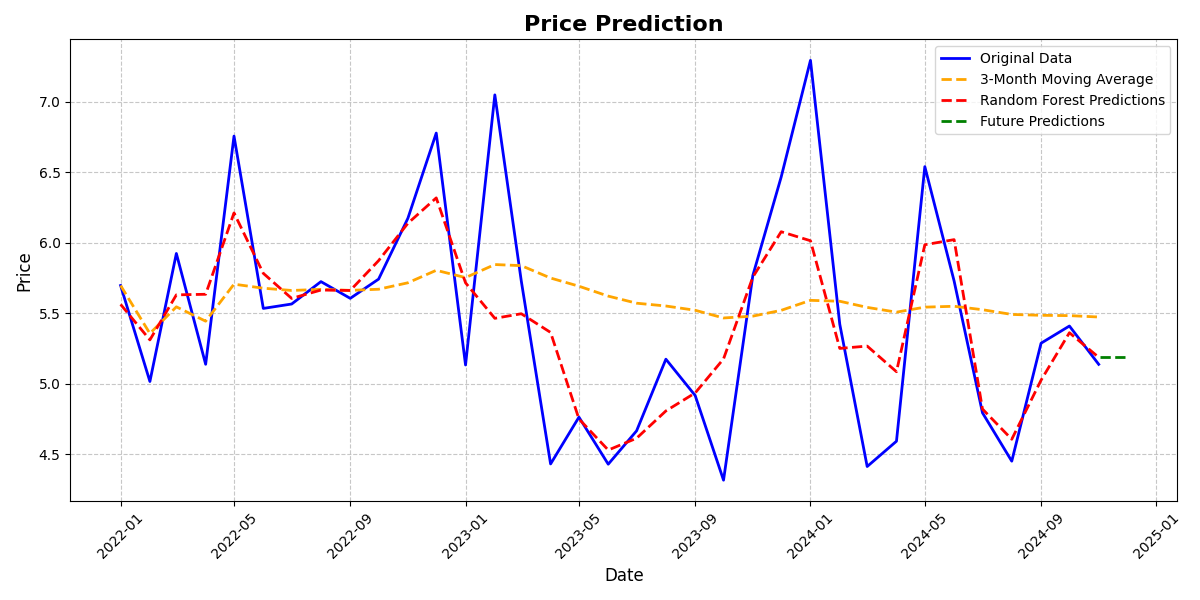 Price Prediction
Original Data
3-Month Moving Average
Random Forest Predictions
Future Predictions
Price
7.0
6.5
6.0
5.5
5.0
4.5
2022-01
2022-05
2022-09
2023-01
2023-05
2023-09
2024-01
2024-05
2024-09
2025-01
Date